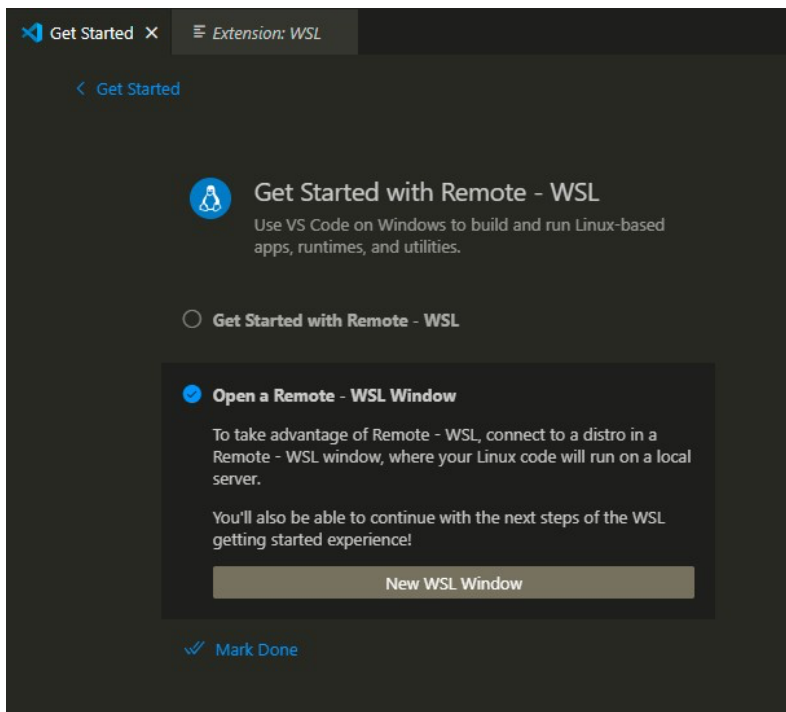 Get Started
Extension: WSL
Get Started
Get Started with Remote - WSL
Use VS Code on Windows to build and run Linux-based
apps, runtimes, and utilities.
Get Started with Remote - WSL
Open a Remote - WSL Window
To take advantage of Remote - WSL, connect to a distro in a
Remote - WSL window, where your Linux code will run on a local
server.
You'll also be able to continue with the next steps of the WSL
getting started experience!
New WSL Window
Mark Done